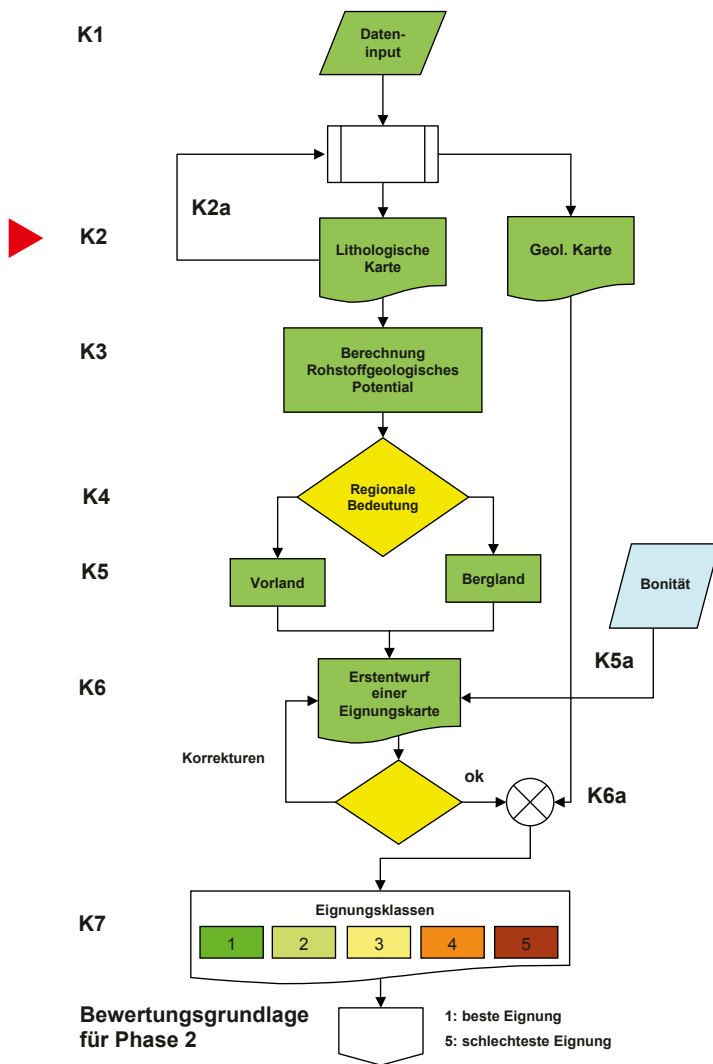 K1
Daten-
input
K2a
K2
Lithologische
Karte
Geol. Karte
K3
Berechnung
Rohstoffgeologisches
Potential
K4
Regionale
Bedeutung
K5
Vorland
Bergland
Bonität
K5a
K6
Erstentwurf
einer
Eignungskarte
Korrekturen
ok
K6a
K7
Eignungsklassen
1 2 3 4 5
Bewertungsgrundlage
für Phase 2
1: beste Eignung
5: schlechteste Eignung